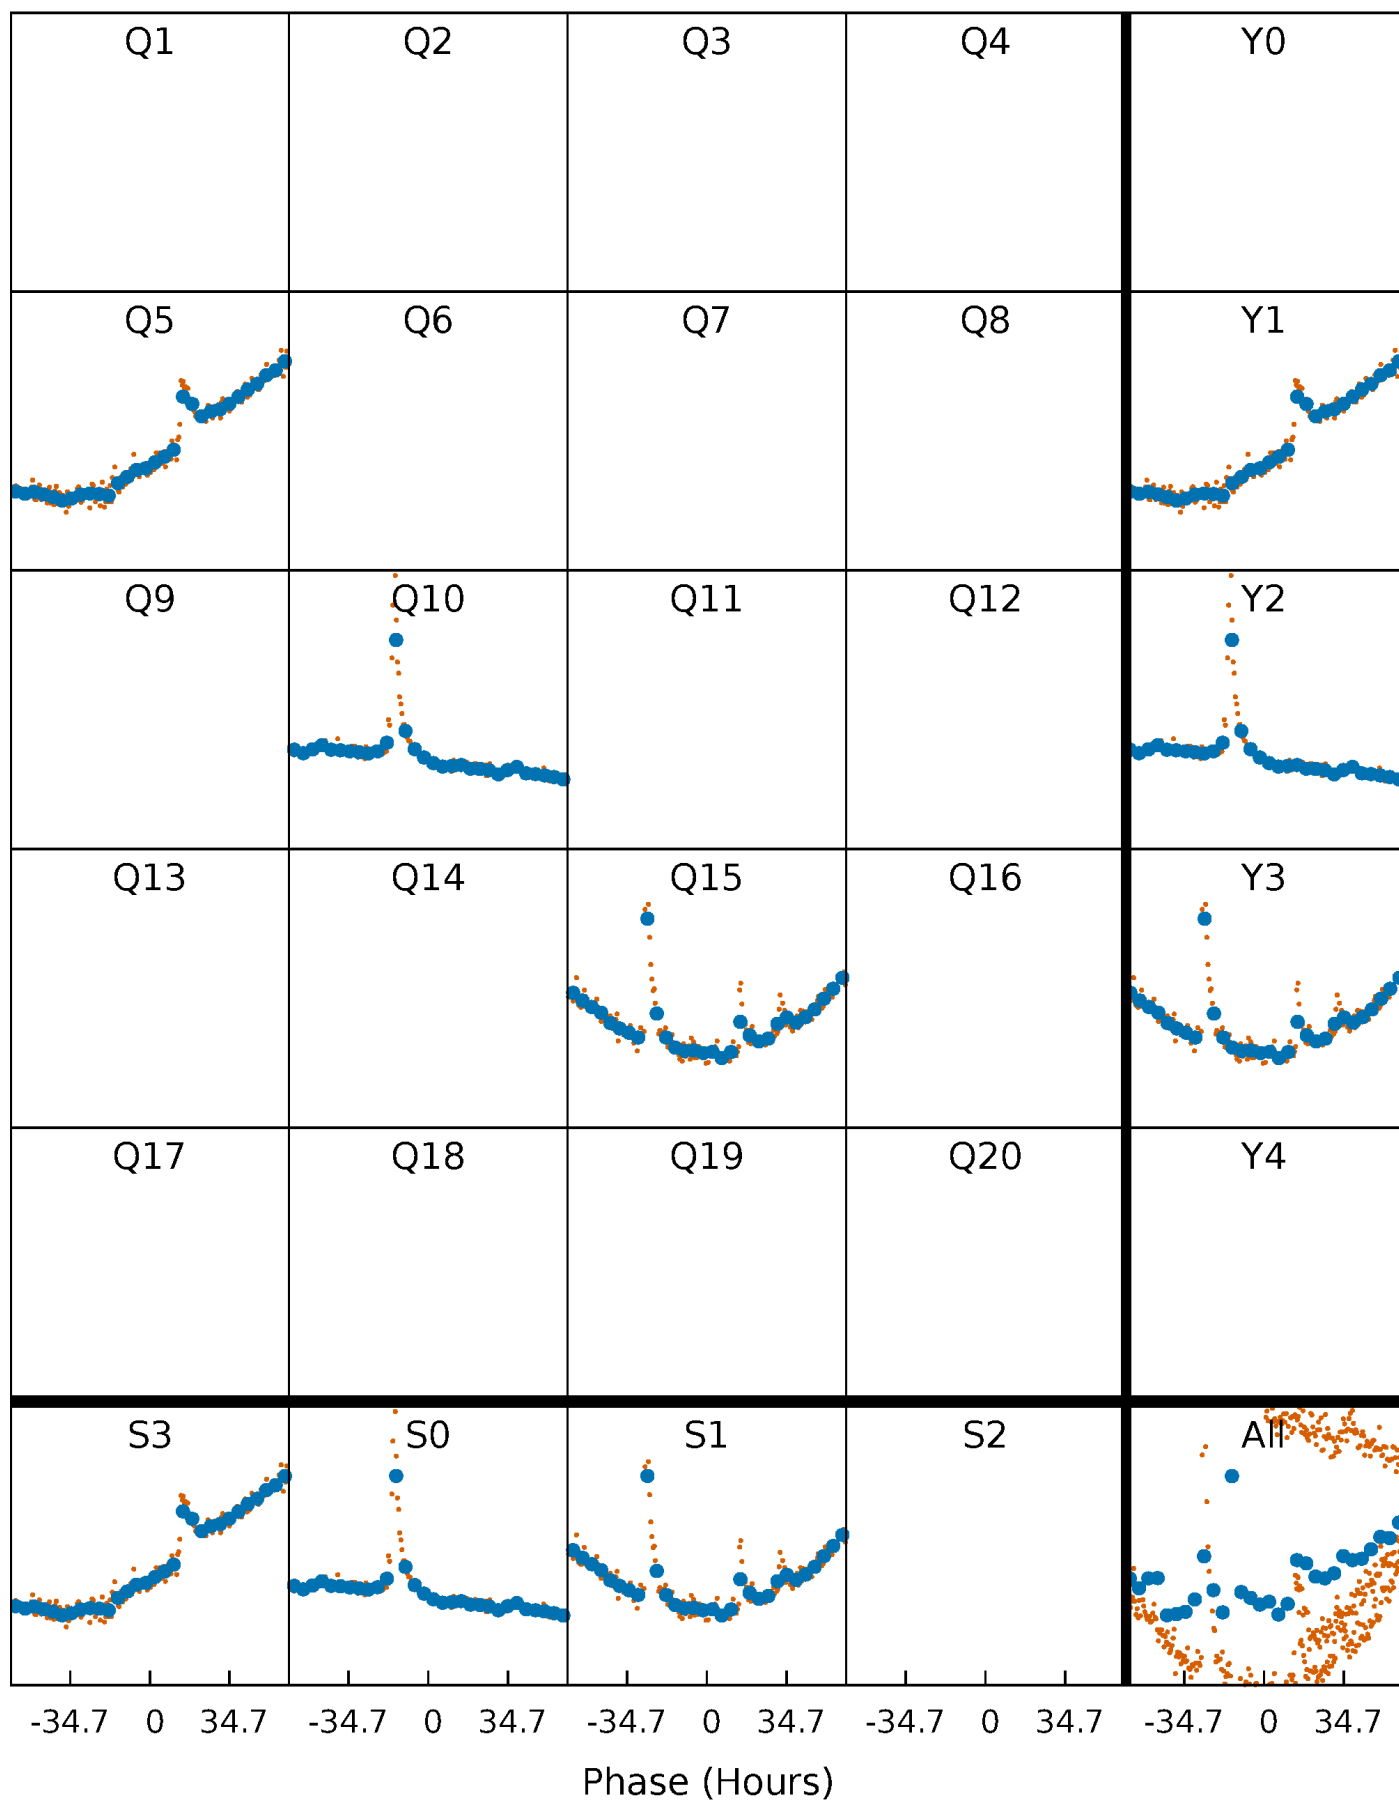 Q1 Q2 Q3 Q4 Y0
Q5 Q6 Q7 Q8 Y1
Q9 Q10 Q11 Q12 Y2
Q13 Q14 Q15 Q16 Y3
Q17 Q18 Q19 Q20 Y4
S3 S0 S1 S2 All
-34.7 0 34.7 -34.7 0 34.7 -34.7 0 34.7 -34.7 0 34.7 -34.7 0 34.7
Phase (Hours)